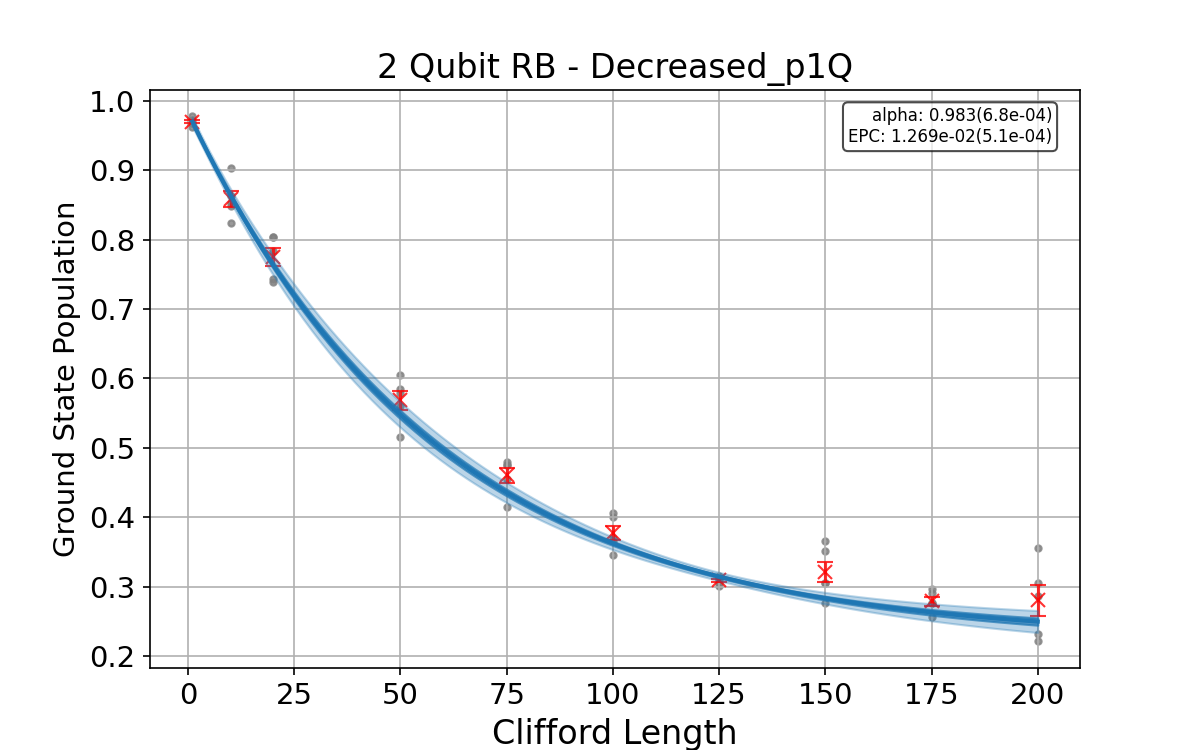 2 Qubit RB - Decreased_p1Q
alpha: 0.983(6.8e-04)
EPC: 1.269e-02(5.1e-04)
Ground State Population
1.0
0.9
0.8
0.7
0.6
0.5
0.4
0.3
0.2
0 25 50 75 100 125 150 175 200
Clifford Length